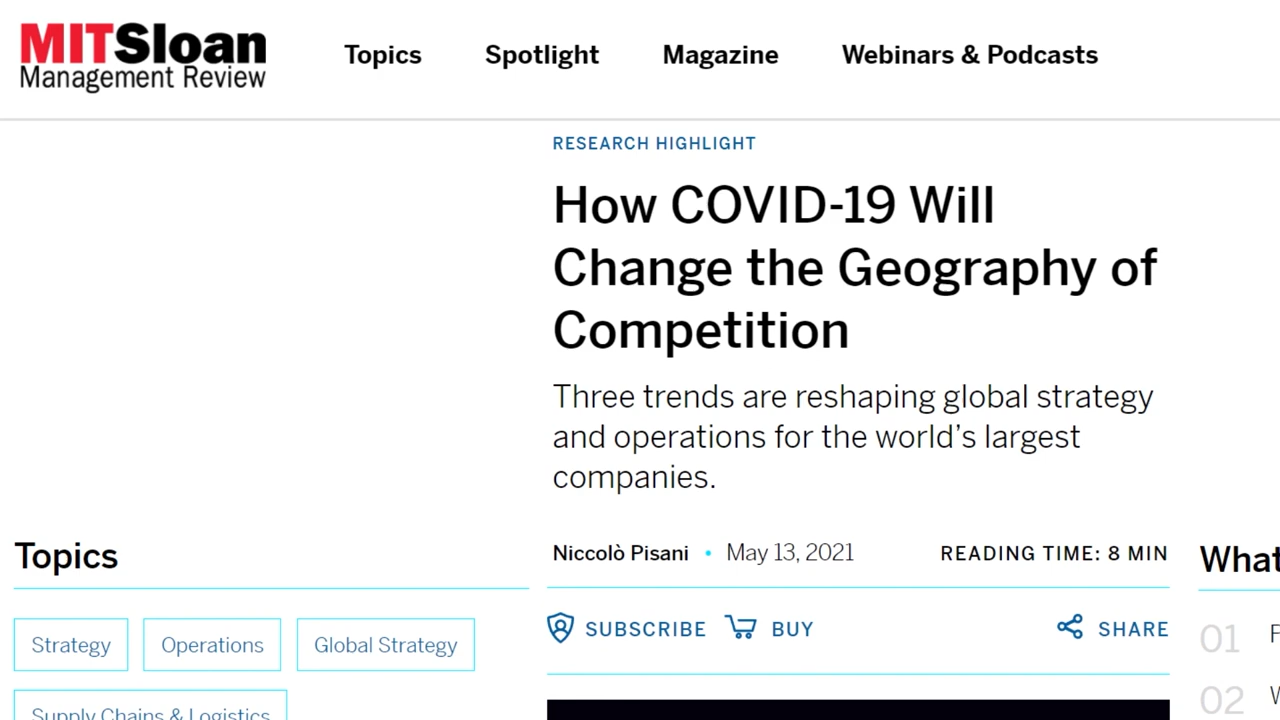 MITSloan
Management Review
Topics
Spotlight
Magazine
Webinars & Podcasts
RESEARCH HIGHLIGHT
How COVID-19 Will
Change the Geography of
Competition
Three trends are reshaping global strategy
and operations for the world's largest
companies.
Niccolò Pisani • May 13, 2021
READING TIME: 8 MIN
SUBSCRIBE
BUY
SHARE
Topics
Strategy
Operations
Global Strategy
Supply Chains & Logistics
What
01
02